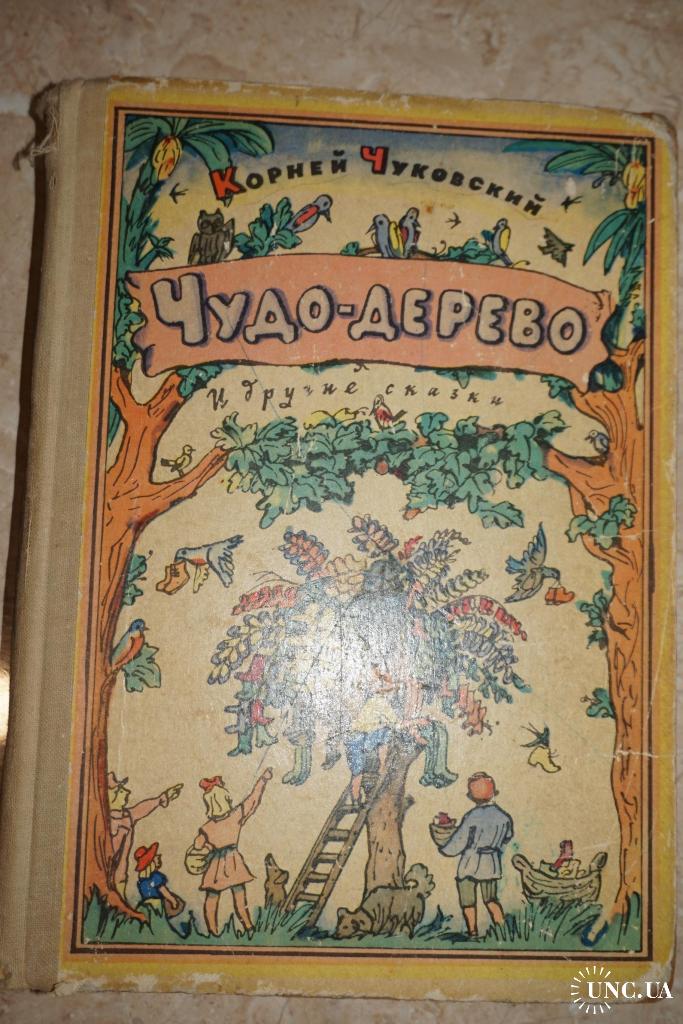 Корней Чуковский
Чудо-дерево
и другие сказки
UNC.UA